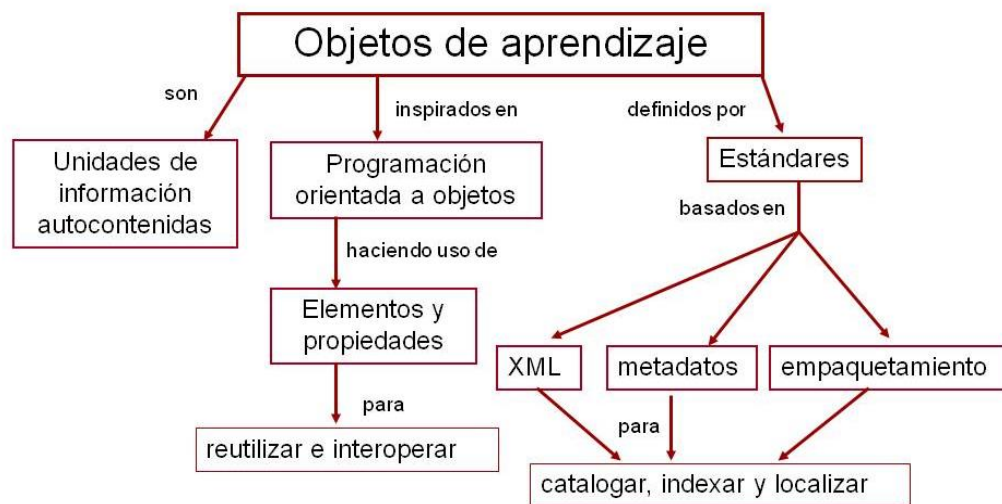 Objetos de aprendizaje
son
inspirados en
definidos por
Unidades de
información
autocontenidas
Programación
orientada a objetos
Estándares
haciendo uso de
basados en
Elementos y
propiedades
XML
metadatos
empaquetamiento
para
para
reutilizar e interoperar
catalogar, indexar y localizar